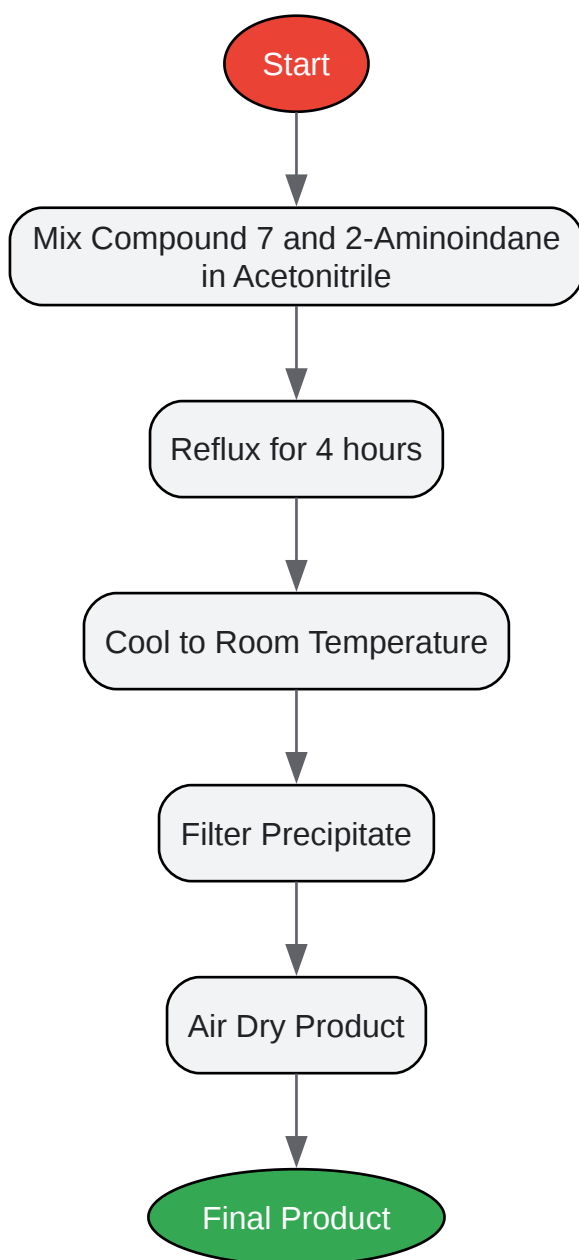 Start
Mix Compound 7 and 2-Aminoindane
in Acetonitrile
Reflux for 4 hours
Cool to Room Temperature
Filter Precipitate
Air Dry Product
Final Product